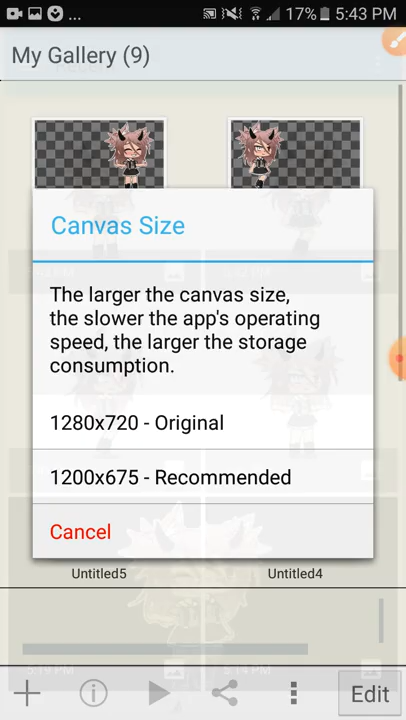 ... 17% 5:43 PM
My Gallery (9)
Canvas Size
The larger the canvas size,
the slower the app's operating
speed, the larger the storage
consumption.
1280x720 - Original
1200x675 - Recommended
Cancel
Untitled5 Untitled4
Edit